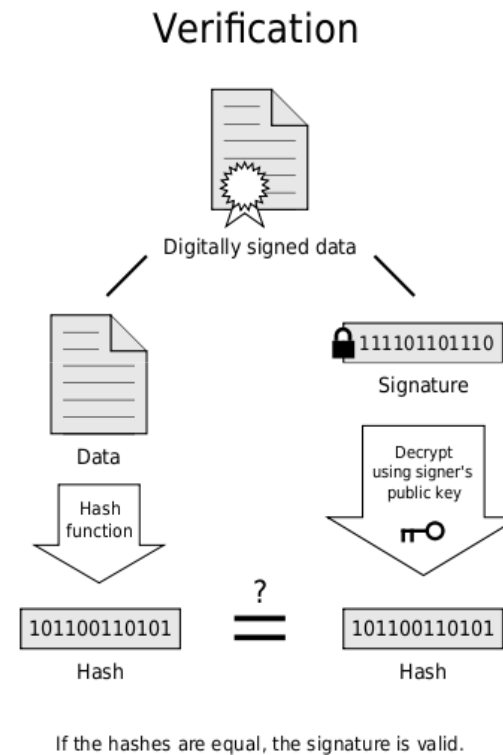 Verification
Digitally signed data
111101101110
Signature
Data
Decrypt
using signer's
public key
Hash
function
?
101100110101
101100110101
Hash
Hash
If the hashes are equal, the signature is valid.